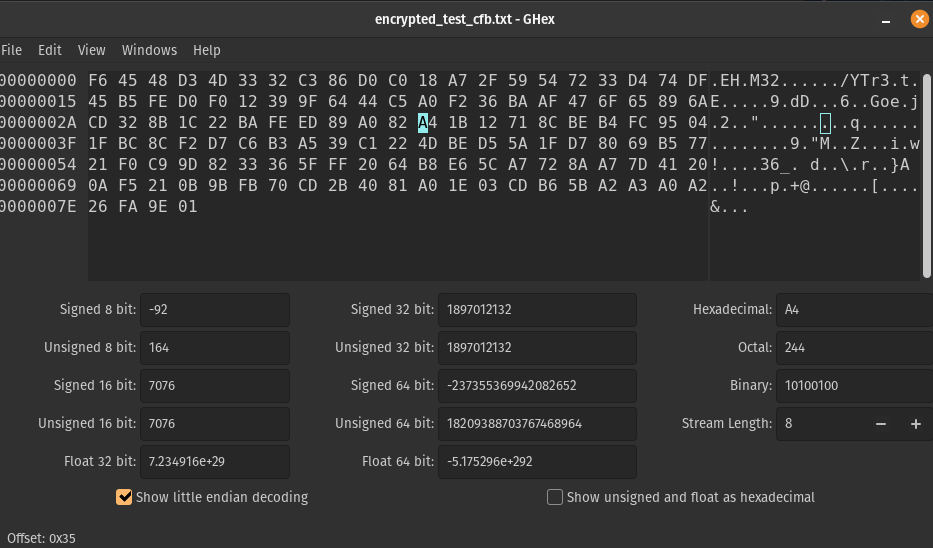 encrypted_test_cfb.txt - GHex
File Edit View Windows Help
00000000 F6 45 48 D3 4D 33 32 C3 86 D0 C0 18 A7 2F 59 54 72 33 D4 74 DF .EH.M32....../YTr3.t.
00000015 45 B5 FE D0 F0 12 39 9F 64 44 C5 A0 F2 36 BA AF 47 6F 65 89 6A E.....9.dD...6..Goe.j
0000002A CD 32 8B 1C 22 BA FE ED 89 A0 82 A4 1B 12 71 8C BE B4 FC 95 04 .2..".........q......
0000003F 1F BC 8C F2 D7 C6 B3 A5 39 C1 22 4D BE D5 5A 1F D7 80 69 B5 77 ........9."M..Z...i.w
00000054 21 F0 C9 9D 82 33 36 5F FF 20 64 B8 E6 5C A7 72 8A A7 7D 41 20 !....36_. d..\.r..}A
00000069 0A F5 21 0B 9B FB 70 CD 2B 40 81 A0 1E 03 CD B6 5B A2 A3 A0 A2 ..!...p.+@......[....
0000007E 26 FA 9E 01 &...
Signed 8 bit: -92 Signed 32 bit: 1897012132 Hexadecimal: A4
Unsigned 8 bit: 164 Unsigned 32 bit: 1897012132 Octal: 244
Signed 16 bit: 7076 Signed 64 bit: -237355369942082652 Binary: 10100100
Unsigned 16 bit: 7076 Unsigned 64 bit: 18209388703767468964 Stream Length: 8 − +
Float 32 bit: 7.234916e+29 Float 64 bit: -5.175296e+292
Show little endian decoding Show unsigned and float as hexadecimal
Offset: 0x35